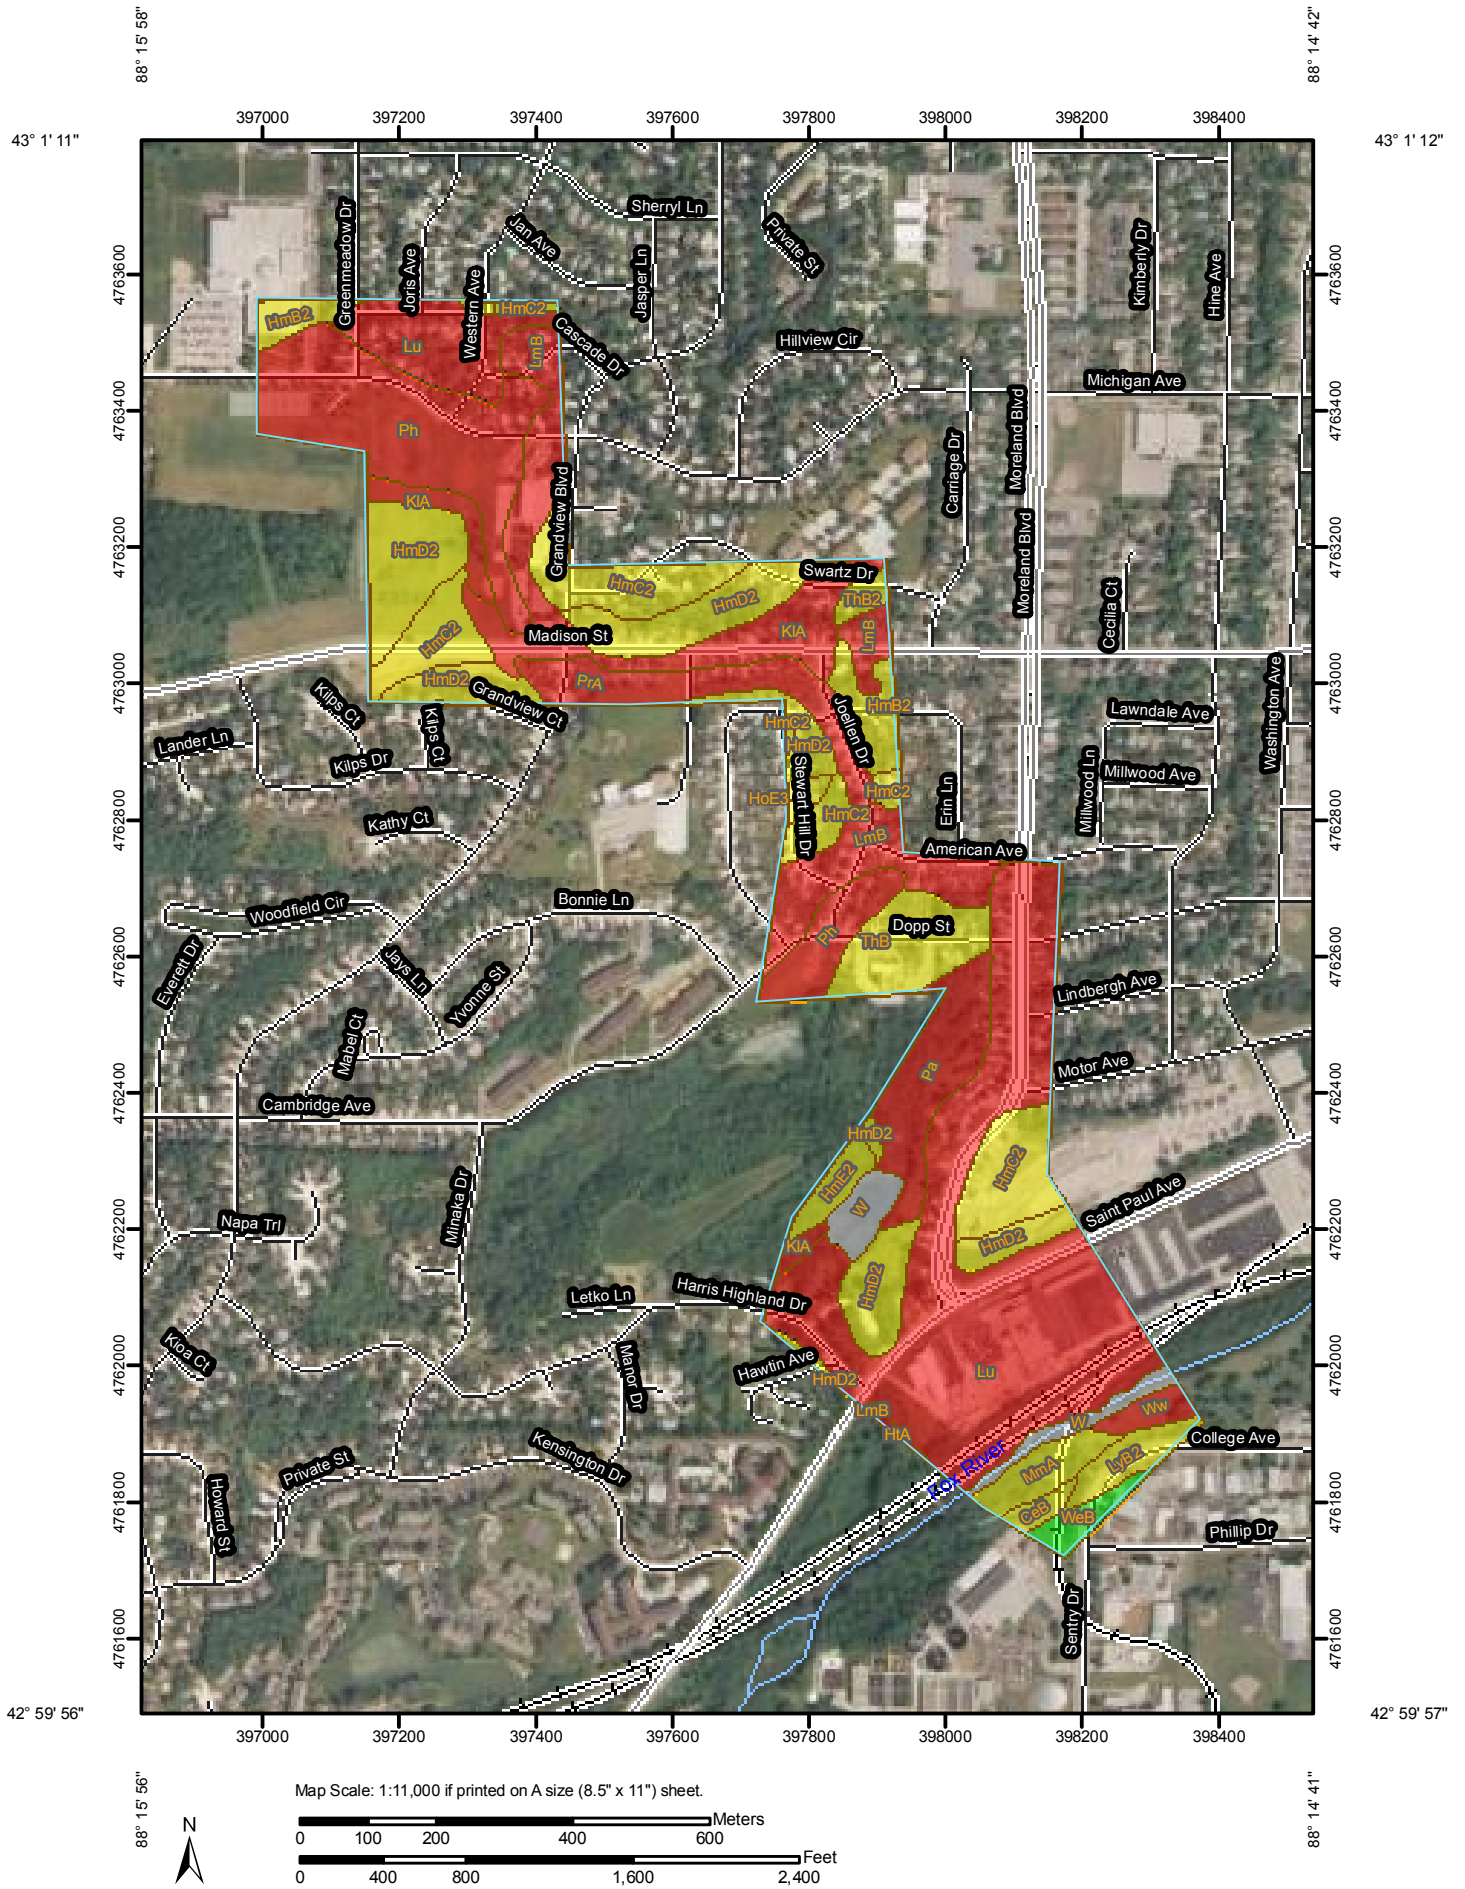 88° 15' 58"
88° 14' 42"
43° 1' 11"
43° 1' 12"
397000 397200 397400 397600 397800 398000 398200 398400
4763600
4763400
4763200
4763000
4762800
4762600
4762400
4762200
4762000
4761800
4761600
4763600
4763400
4763200
4763000
4762800
4762600
4762400
4762200
4762000
4761800
4761600
Sherryl Ln
Greenmeadow Dr
Joris Ave
Western Ave
Jan Ave
Jasper Ln
Private St
Kimberly Dr
Hine Ave
HmB2
HmC2
Lu
LmB
Cascade Dr
Hillview Cir
Michigan Ave
Moreland Blvd
Carriage Dr
Ph
Grandview Blvd
KlA
HmD2
Moreland Blvd
Swartz Dr
HmC2
HmD2
ThB2
Cecilia Ct
KlA
LmB
Madison St
HmC2
HmD2
PrA
Grandview Ct
Kilps Ct
Kilps Ct
Lander Ln
Kilps Dr
HmB2
HmC2
Joellen Dr
HmD2
Lawndale Ave
Washington Ave
Millwood Ln
Millwood Ave
Stewart Hill Dr
HoE3
HmC2
HmC2
Erin Ln
Kathy Ct
LmB
American Ave
Bonnie Ln
Woodfield Cir
Dopp St
Ph
ThB
Everett Dr
Jays Ln
Yvonne St
Lindbergh Ave
Mabel Ct
Pa
Motor Ave
Cambridge Ave
HmD2
HmE2
HmC2
Minaka Dr
W
Saint Paul Ave
Napa Trl
KlA
HmD2
HmD2
Letko Ln
Harris Highland Dr
Kioa Ct
Manor Dr
Hawtin Ave
HmD2
Lu
LmB
HtA
Ww
W
College Ave
Kensington Dr
Private St
Fox River
MmA
LyB2
Howard St
CeB
WeB
Phillip Dr
Sentry Dr
42° 59' 56"
42° 59' 57"
397000 397200 397400 397600 397800 398000 398200 398400
88° 15' 56"
88° 14' 41"
Map Scale: 1:11,000 if printed on A size (8.5" x 11") sheet.
N
Meters
0 100 200 400 600
Feet
0 400 800 1,600 2,400